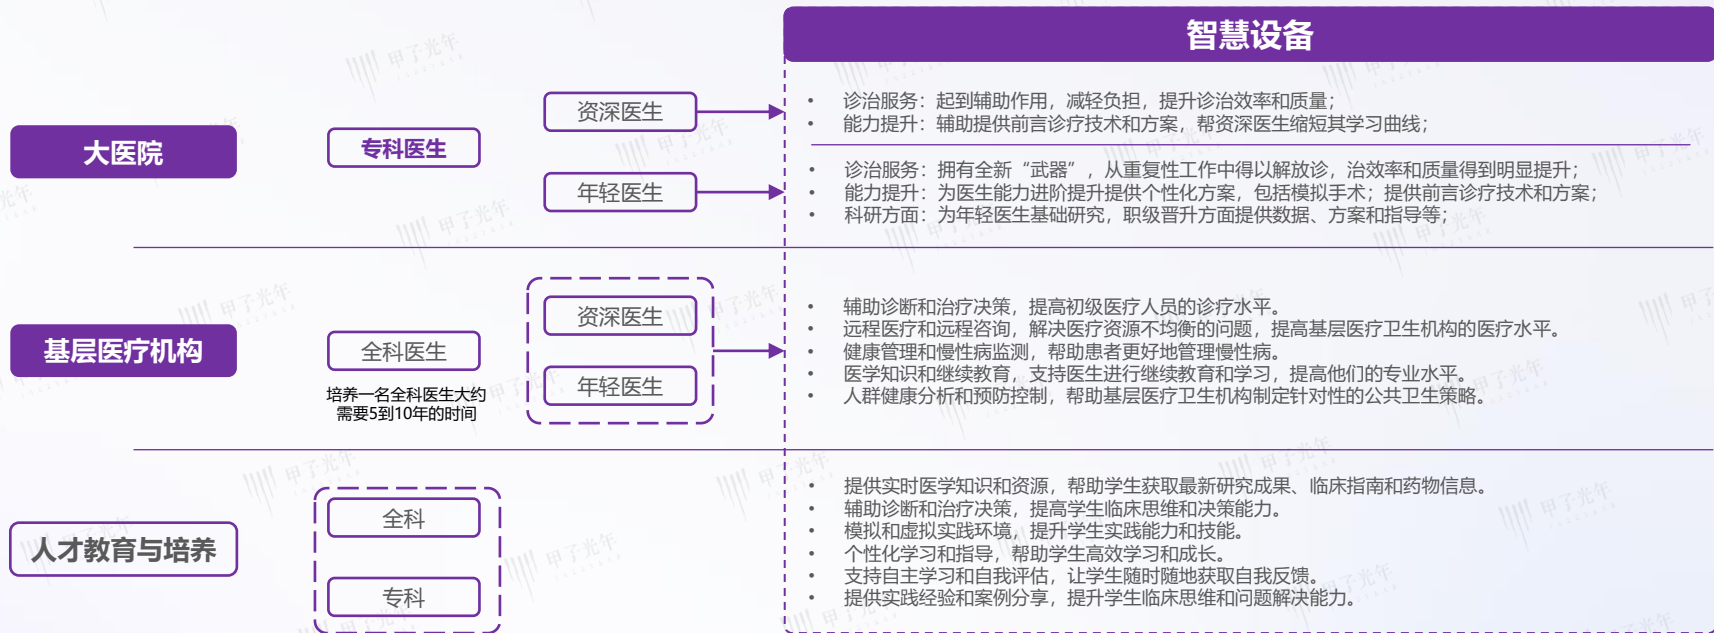 智慧设备
大医院
专科医生
资深医生
• 诊治服务：起到辅助作用，减轻负担，提升诊治效率和质量；
• 能力提升：辅助提供前言诊疗技术和方案，帮资深医生缩短其学习曲线；
年轻医生
• 诊治服务：拥有全新“武器”，从重复性工作中得以解放诊，治效率和质量得到明显提升；
• 能力提升：为医生能力进阶提升提供个性化方案，包括模拟手术；提供前言诊疗技术和方案；
• 科研方面：为年轻医生基础研究，职级晋升方面提供数据、方案和指导等；
基层医疗机构
全科医生
培养一名全科医生大约
需要5到10年的时间
资深医生
年轻医生
• 辅助诊断和治疗决策，提高初级医疗人员的诊疗水平。
• 远程医疗和远程咨询，解决医疗资源不均衡的问题，提高基层医疗卫生机构的医疗水平。
• 健康管理和慢性病监测，帮助患者更好地管理慢性病。
• 医学知识和继续教育，支持医生进行继续教育和学习，提高他们的专业水平。
• 人群健康分析和预防控制，帮助基层医疗卫生机构制定针对性的公共卫生策略。
人才教育与培养
全科
专科
• 提供实时医学知识和资源，帮助学生获取最新研究成果、临床指南和药物信息。
• 辅助诊断和治疗决策，提高学生临床思维和决策能力。
• 模拟和虚拟实践环境，提升学生实践能力和技能。
• 个性化学习和指导，帮助学生高效学习和成长。
• 支持自主学习和自我评估，让学生随时随地获取自我反馈。
• 提供实践经验和案例分享，提升学生临床思维和问题解决能力。
甲子光年